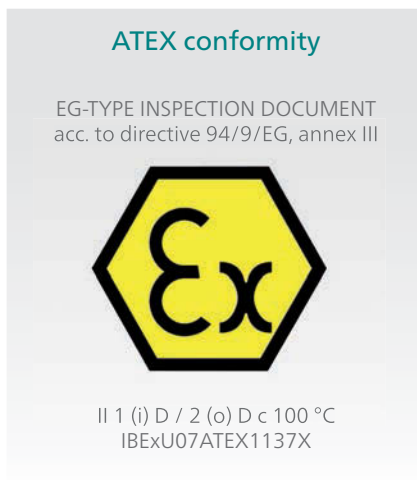 ATEX conformity
EG-TYPE INSPECTION DOCUMENT
acc. to directive 94/9/EG, annex III
Ex
II 1 (i) D / 2 (o) D c 100 °C
IBExU07ATEX1137X